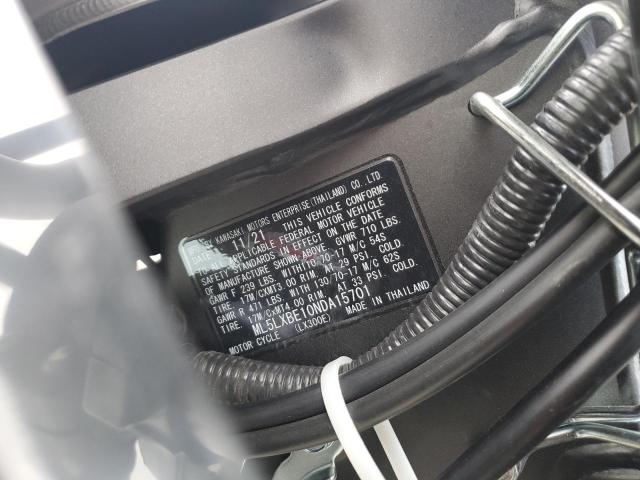 BY KAWASAKI MOTORS ENTERPRISE(THAILAND) CO.,LTD.
DATE 11/21 THIS VEHICLE CONFORMS
TO APPLICABLE FEDERAL MOTOR VEHICLE
SAFETY STANDARDS IN EFFECT ON THE DATE
OF MANUFACTURE SHOWN ABOVE. GVWR 710 LBS.
GAWR F 239 LBS WITH 70-17 M/C 54S
TIRE, 17M/CXMT3.00 RIM, AT 29 PSI. COLD.
GAWR R 471 LBS WITH 130/70-17 M/C 62S
TIRE, 17M/CXMT4.00 RIM, AT 33 PSI. COLD.
ML5LXBE10NDA15701
MOTOR CYCLE (LX300E) MADE IN THAILAND